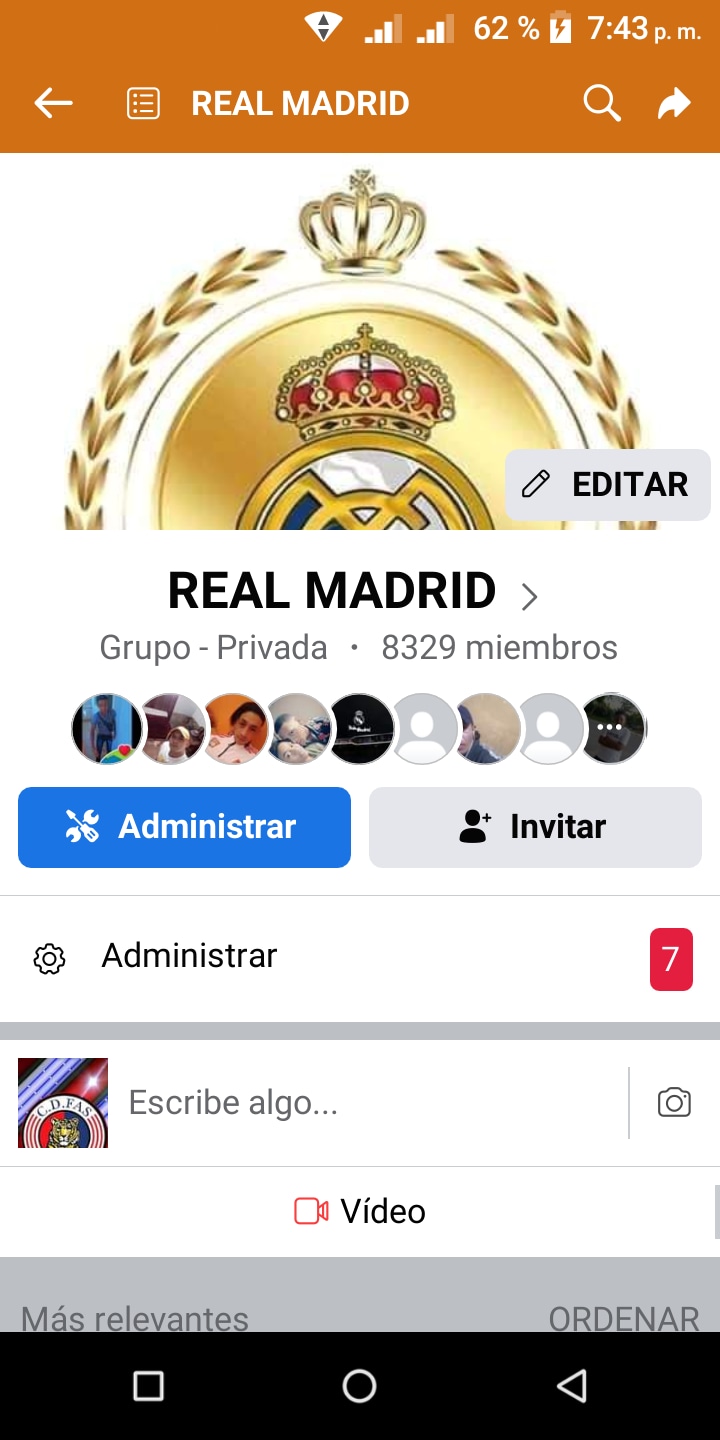 62 % 7:43 p. m.
REAL MADRID
EDITAR
REAL MADRID
Grupo - Privada · 8329 miembros
Administrar
Invitar
Administrar
7
C.D.FAS
Escribe algo...
Vídeo
Más relevantes
ORDENAR